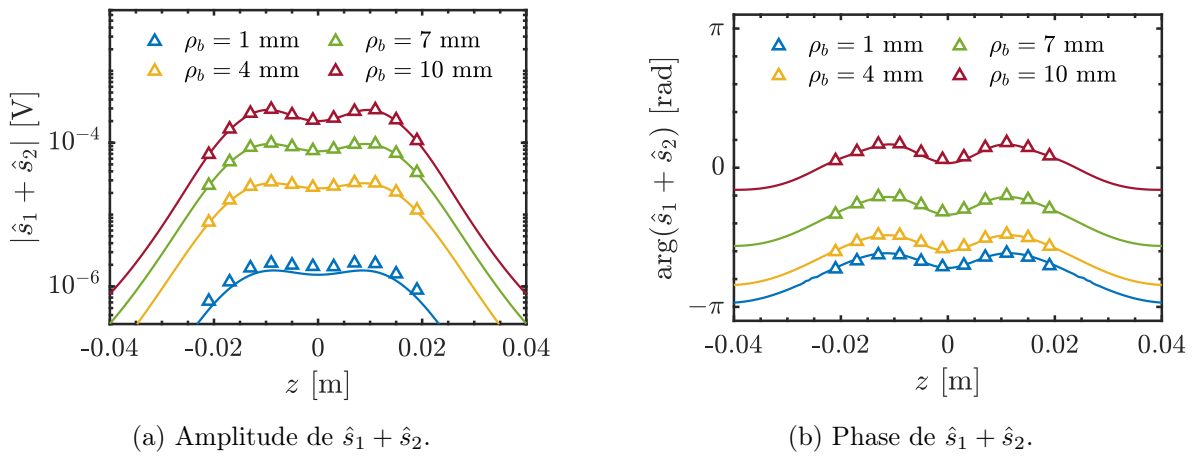 ρ_b = 1 mm ρ_b = 7 mm
ρ_b = 4 mm ρ_b = 10 mm
|ŝ_1 + ŝ_2| [V]
10^{-4}
10^{-6}
-0.04 -0.02 0 0.02 0.04
z [m]
(a) Amplitude de ŝ_1 + ŝ_2.
ρ_b = 1 mm ρ_b = 7 mm
ρ_b = 4 mm ρ_b = 10 mm
arg(ŝ_1 + ŝ_2) [rad]
π
0
−π
-0.04 -0.02 0 0.02 0.04
z [m]
(b) Phase de ŝ_1 + ŝ_2.